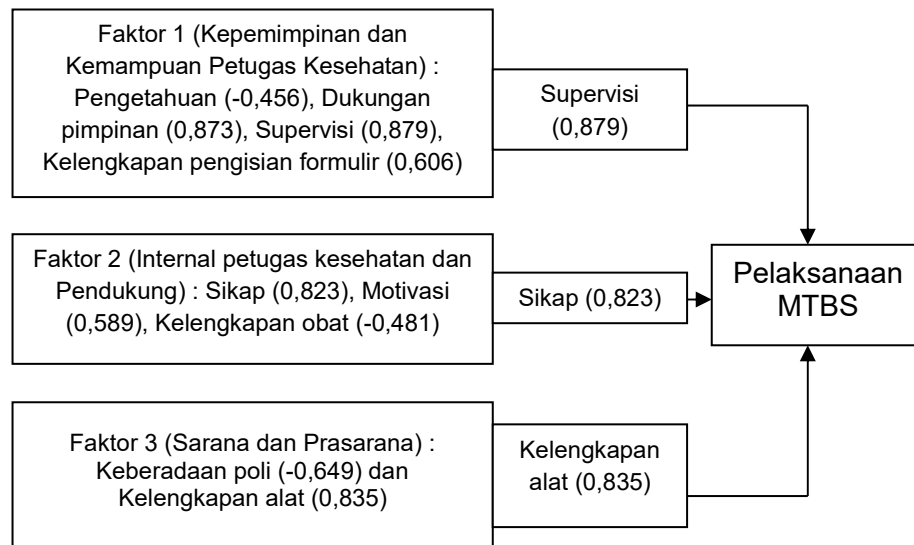 Faktor 1 (Kepemimpinan dan
Kemampuan Petugas Kesehatan) :
Pengetahuan (-0,456), Dukungan
pimpinan (0,873), Supervisi (0,879),
Kelengkapan pengisian formulir (0,606)
Supervisi
(0,879)
Faktor 2 (Internal petugas kesehatan dan
Pendukung) : Sikap (0,823), Motivasi
(0,589), Kelengkapan obat (-0,481)
Sikap (0,823)
Pelaksanaan
MTBS
Faktor 3 (Sarana dan Prasarana) :
Keberadaan poli (-0,649) dan
Kelengkapan alat (0,835)
Kelengkapan
alat (0,835)